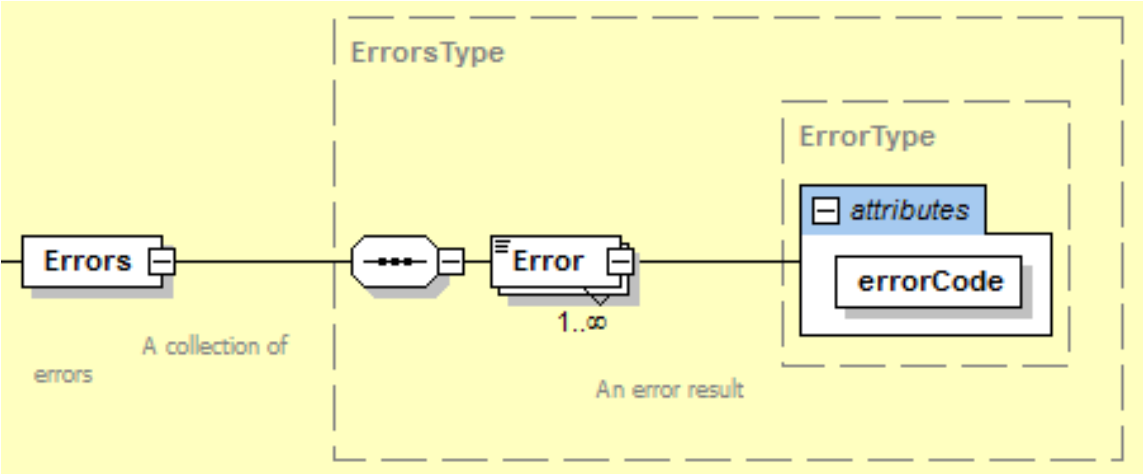 ErrorsType
ErrorType
attributes
Errors
Error
errorCode
1..∞
A collection of
errors
An error result